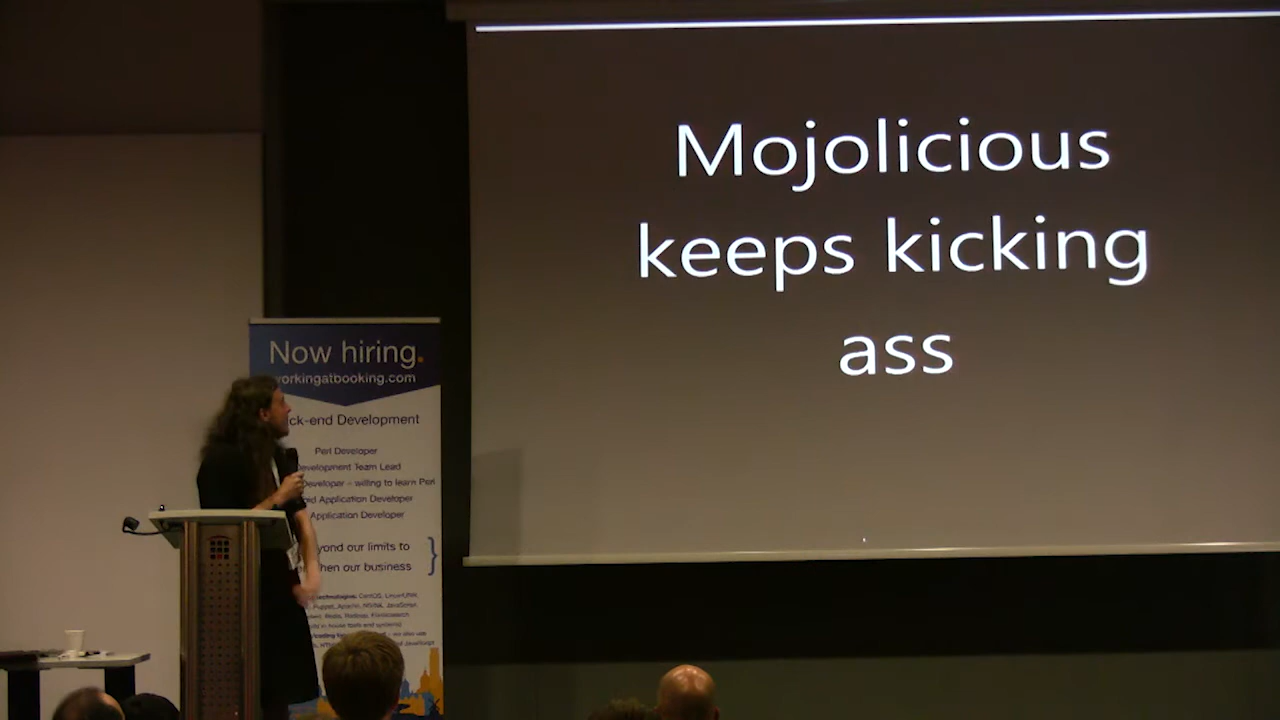 Mojolicious
keeps kicking
ass
Now hiring.
workingatbooking.com
ck-end Development
Perl Developer
Development Team Lead
Developer – willing to learn Perl
Application Developer
Application Developer
yond our limits to
hen our business